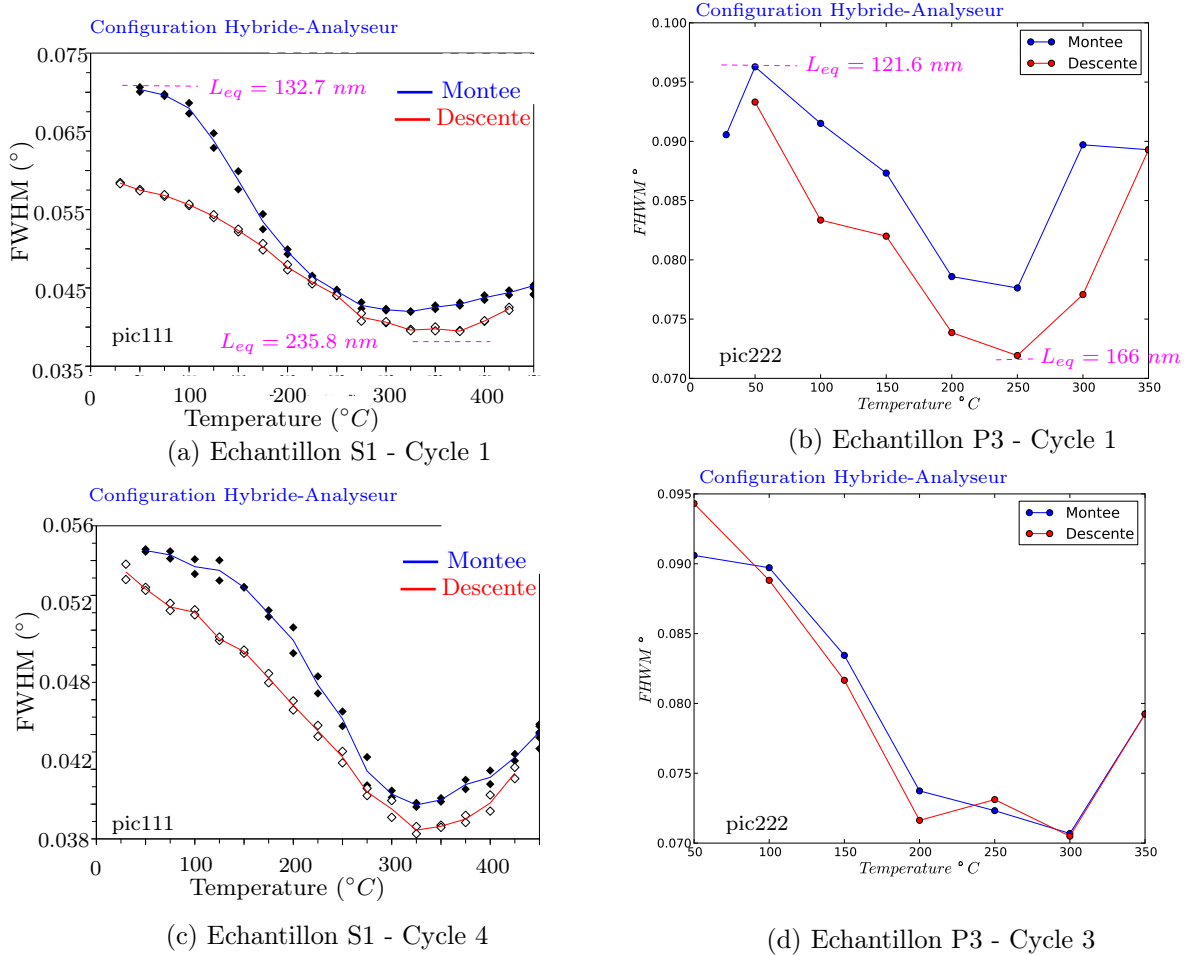 Configuration Hybride-Analyseur
0.075
0.065
0.055
0.045
0.035
FWHM (°)
L_eq = 132.7 nm
Montee
Descente
L_eq = 235.8 nm
pic111
0
100
200
300
400
Temperature (°C)
(a) Echantillon S1 - Cycle 1
Configuration Hybride-Analyseur
0.100
0.095
0.090
0.085
0.080
0.075
0.070
FHWM °
L_eq = 121.6 nm
Montee
Descente
L_eq = 166 nm
pic222
0
50
100
150
200
250
300
350
Temperature ° C
(b) Echantillon P3 - Cycle 1
Configuration Hybride-Analyseur
0.056
0.052
0.048
0.042
0.038
FWHM (°)
Montee
Descente
pic111
0
100
200
300
400
Temperature (°C)
(c) Echantillon S1 - Cycle 4
Configuration Hybride-Analyseur
0.095
0.090
0.085
0.080
0.075
0.070
FHWM °
Montee
Descente
pic222
50
100
150
200
250
300
350
Temperature ° C
(d) Echantillon P3 - Cycle 3